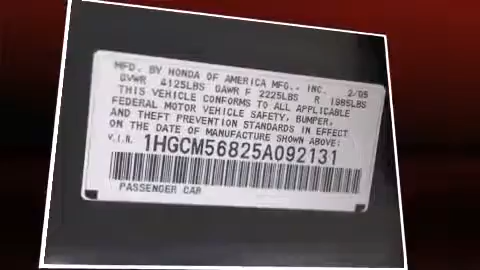 MFD. BY HONDA OF AMERICA MFG., INC. 2/05
GVWR 4125LBS GAWR F 2225LBS R 1985LBS
THIS VEHICLE CONFORMS TO ALL APPLICABLE
FEDERAL MOTOR VEHICLE SAFETY, BUMPER,
AND THEFT PREVENTION STANDARDS IN EFFECT
ON THE DATE OF MANUFACTURE SHOWN ABOVE:
V.I.N. 1HGCM56825A092131
PASSENGER CAR